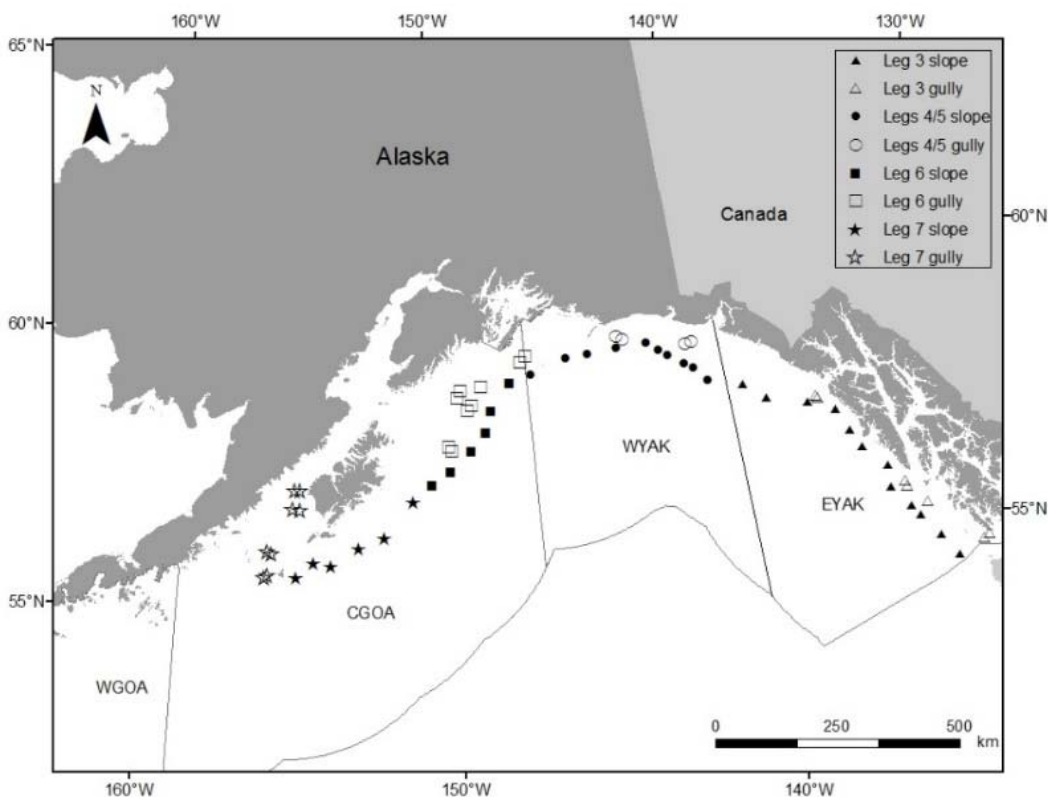 160°W 150°W 140°W 130°W
65°N
N
Leg 3 slope
Leg 3 gully
Legs 4/5 slope
Legs 4/5 gully
Leg 6 slope
Leg 6 gully
Leg 7 slope
Leg 7 gully
Alaska
Canada
60°N
60°N
WYAK
EYAK
55°N
55°N
CGOA
WGOA
0 250 500
km
160°W 150°W 140°W